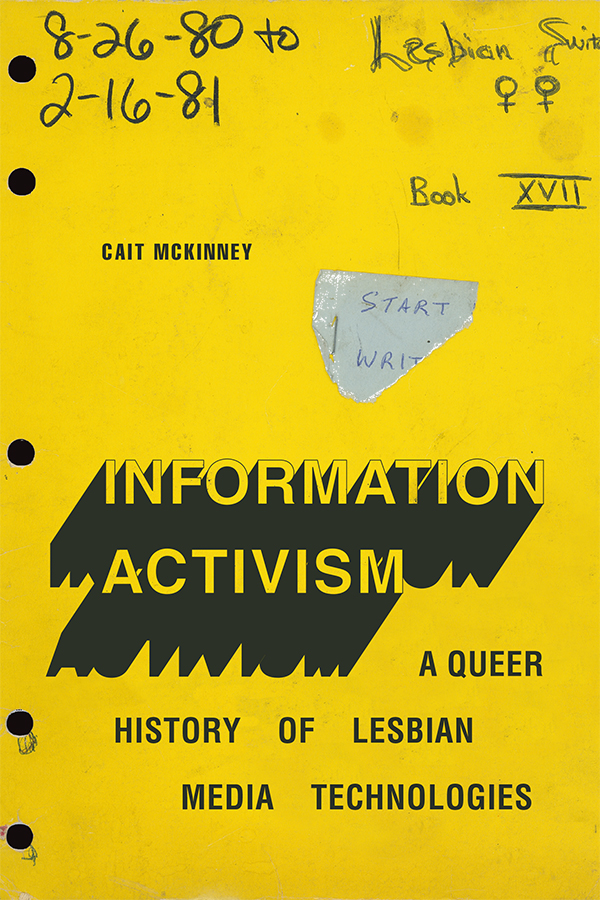 8-26-80 to
2-16-81
Lesbian
Book XVII
CAIT MCKINNEY
START
WRIT
INFORMATION
ACTIVISM
A QUEER
HISTORY OF LESBIAN
MEDIA TECHNOLOGIES